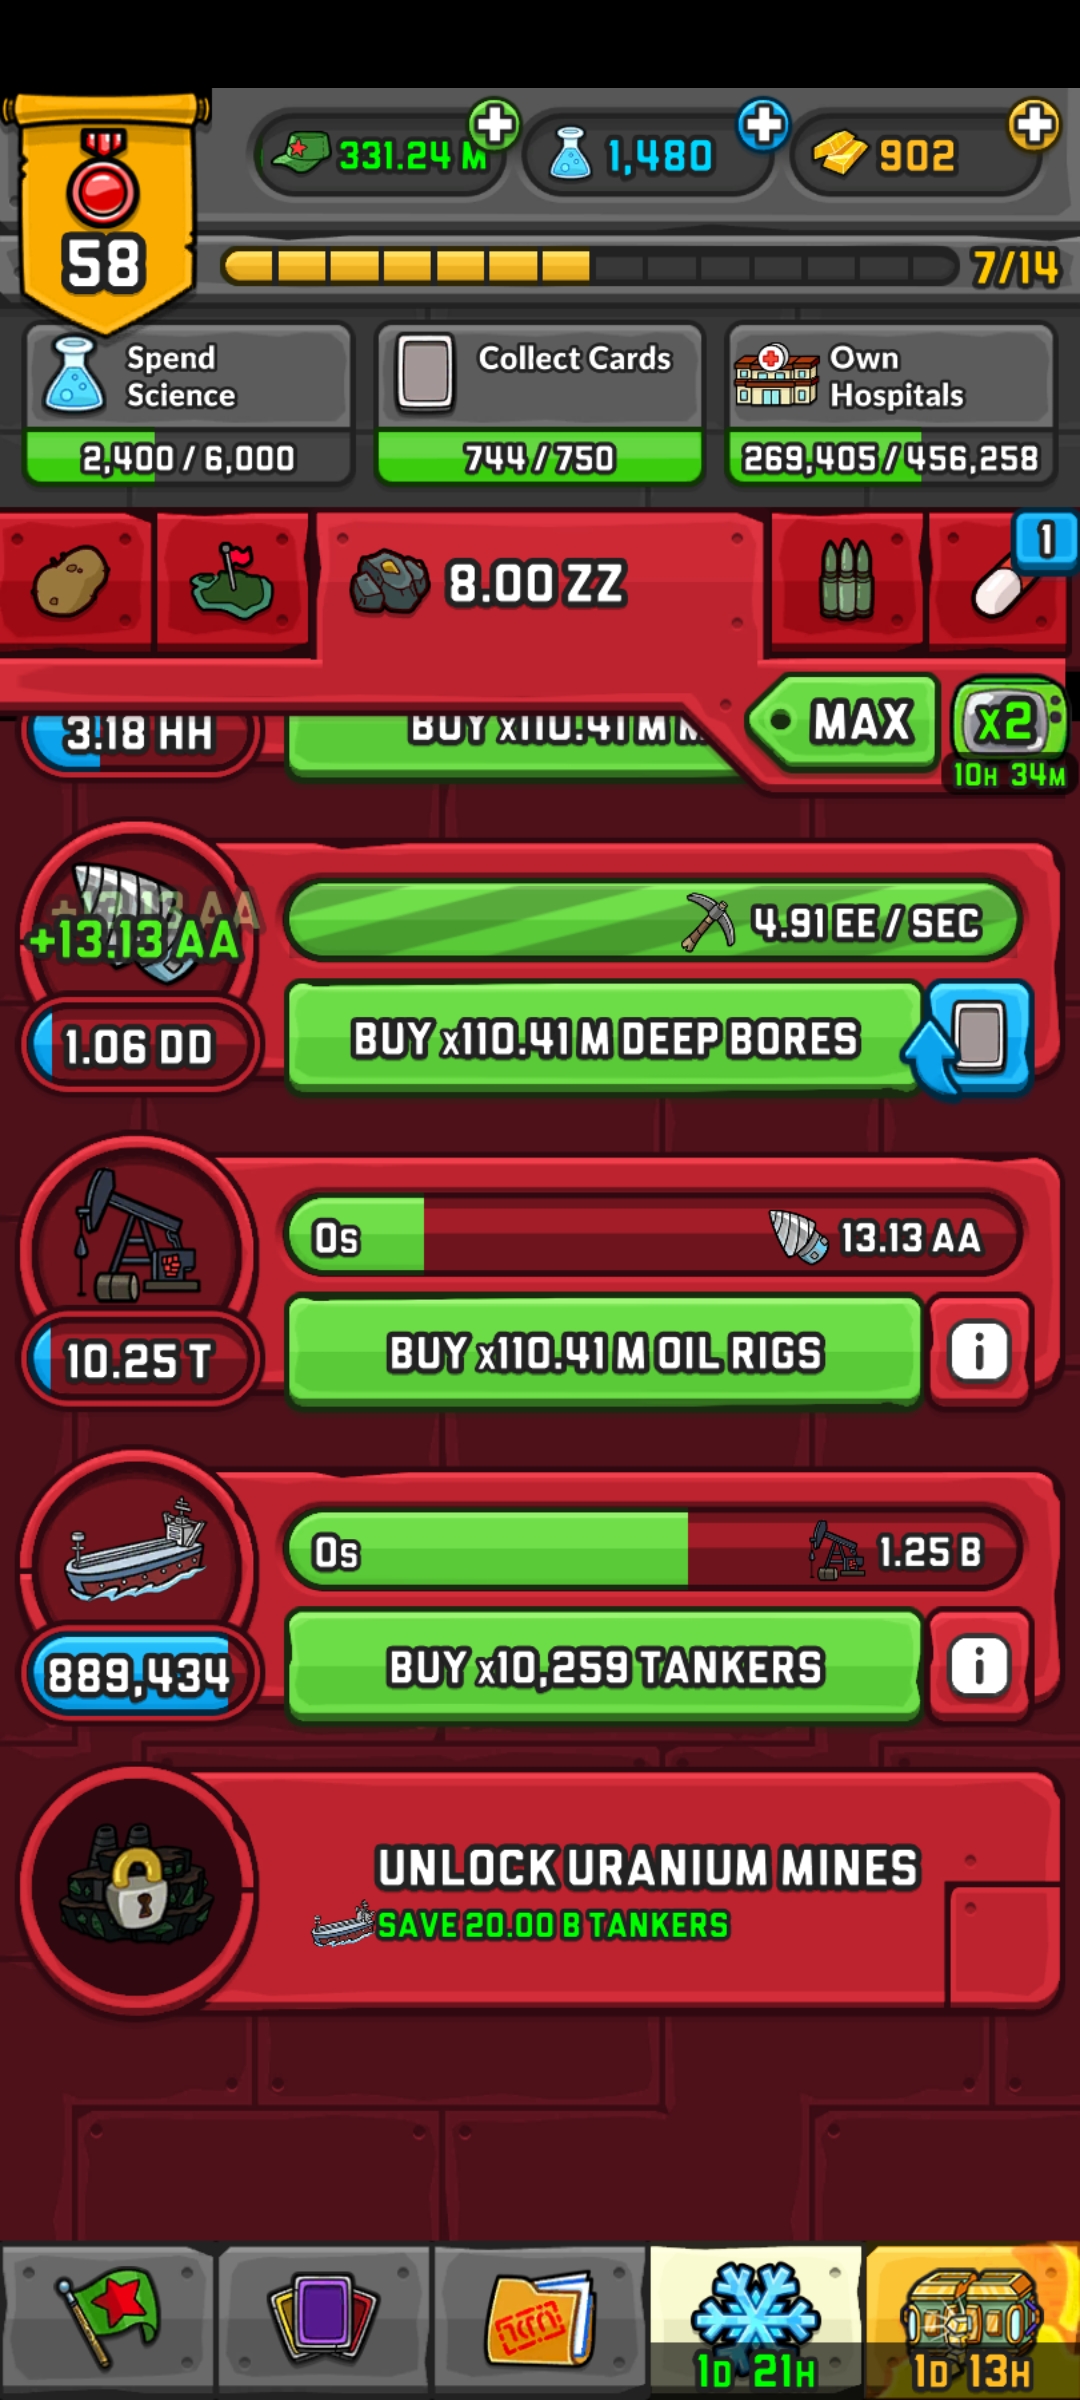 331.24 M
1,480
902
58
7/14
Spend
Science
2,400 / 6,000
Collect Cards
744 / 750
Own
Hospitals
269,405 / 456,258
8.00 ZZ
1
MAX
x2
10H 34M
3.18 HH
BUY x110.41 M M
+13.13 AA
+13.13 AA
4.91 EE / SEC
1.06 DD
BUY x110.41 M DEEP BORES
0s
13.13 AA
10.25 T
BUY x110.41 M OIL RIGS
i
0s
1.25 B
889,434
BUY x10,259 TANKERS
i
UNLOCK URANIUM MINES
SAVE 20.00 B TANKERS
1D 21H
1D 13H